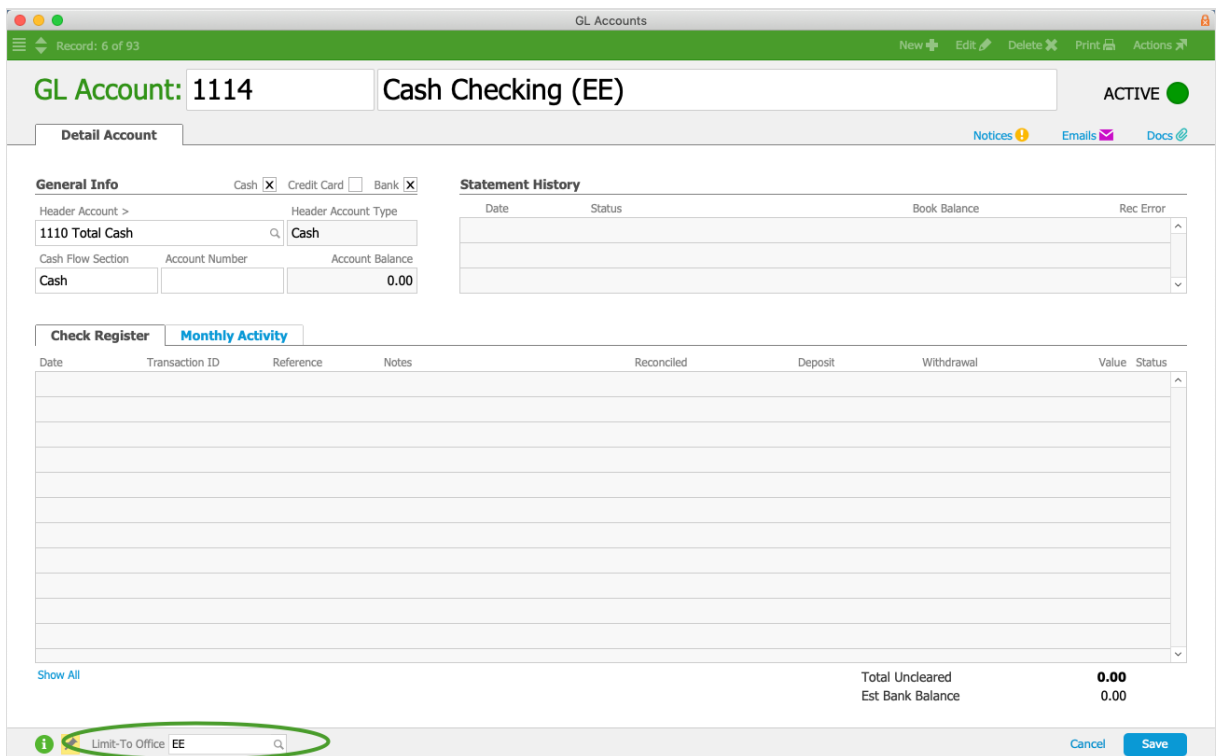 GL Accounts
Record: 6 of 93 New Edit Delete Print Actions
GL Account: 1114 Cash Checking (EE) ACTIVE
Detail Account Notices Emails Docs
General Info Cash X Credit Card Bank X Statement History
Header Account > Header Account Type Date Status Book Balance Rec Error
1110 Total Cash Cash
Cash Flow Section Account Number Account Balance
Cash 0.00
Check Register Monthly Activity
Date Transaction ID Reference Notes Reconciled Deposit Withdrawal Value Status
Show All Total Uncleared 0.00
Est Bank Balance 0.00
Limit-To Office EE Cancel Save